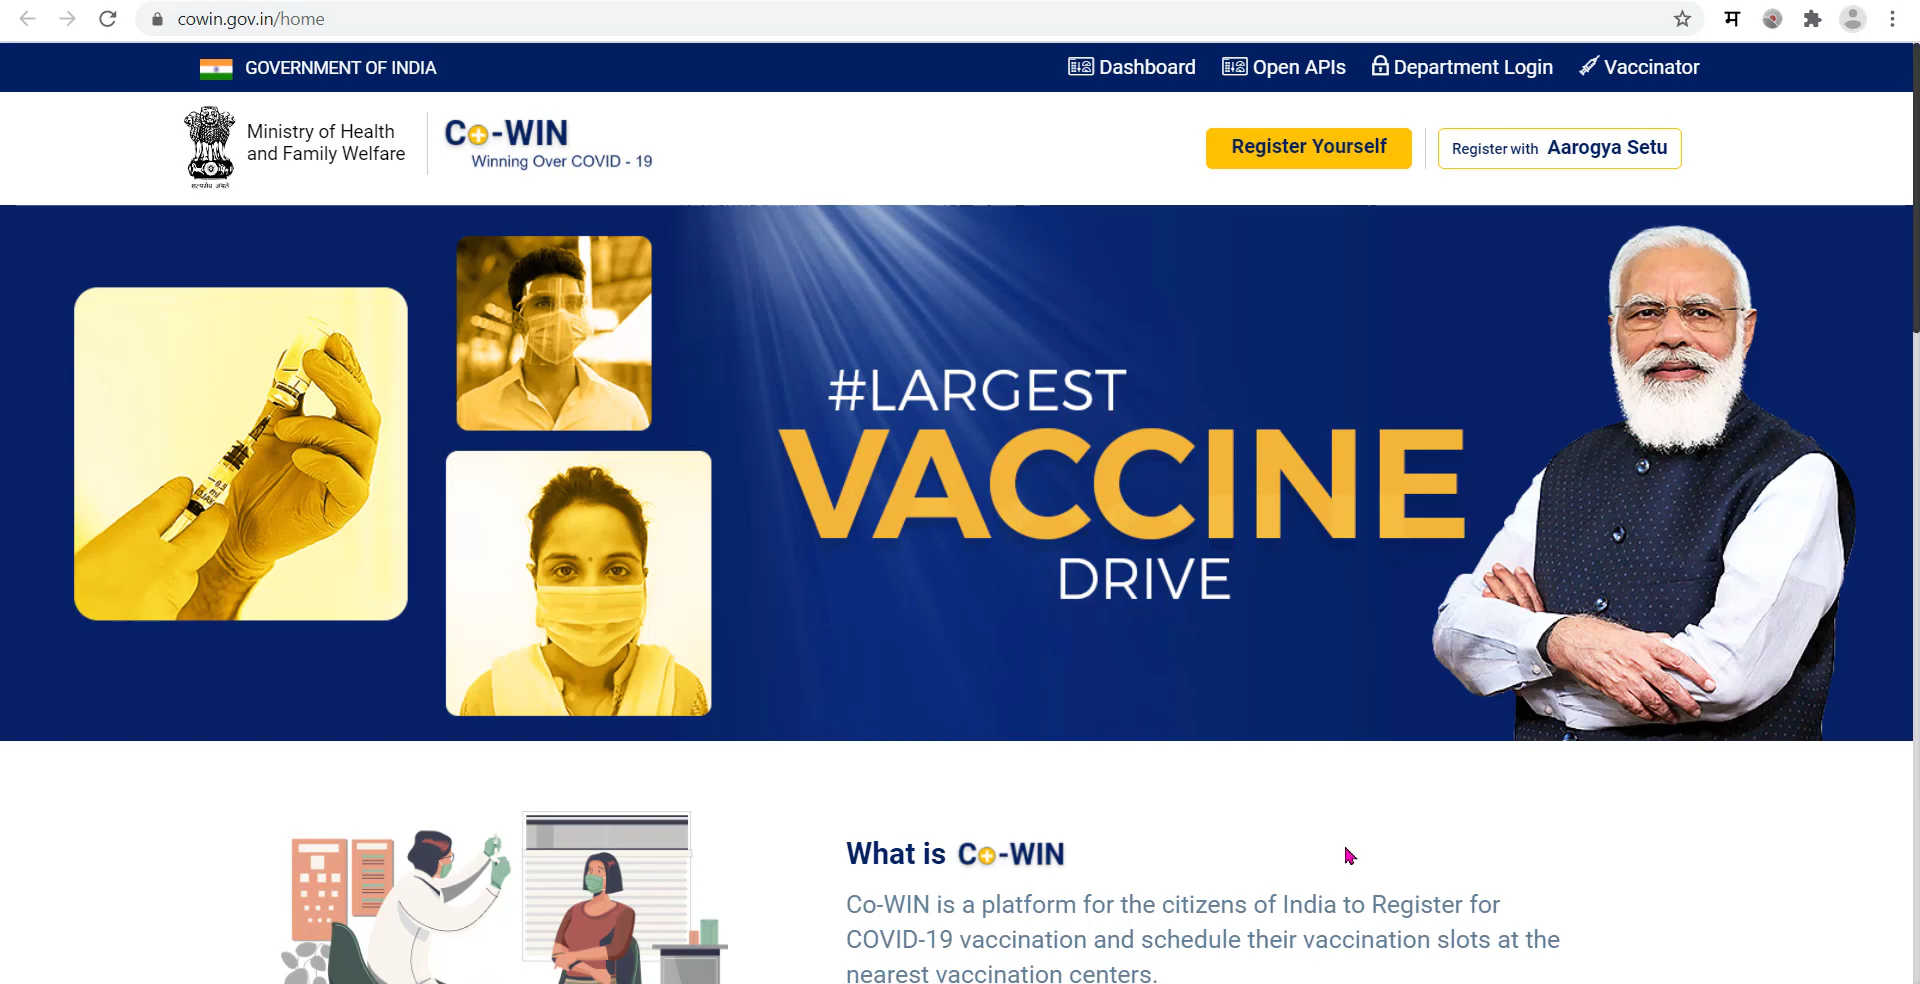 cowin.gov.in/home
म
GOVERNMENT OF INDIA
Dashboard
Open APIs
Department Login
Vaccinator
Ministry of Health
and Family Welfare
Co-WIN
Winning Over COVID - 19
सत्यमेव जयते
Register Yourself
Register with Aarogya Setu
#LARGEST
VACCINE
DRIVE
What is Co-WIN
Co-WIN is a platform for the citizens of India to Register for
COVID-19 vaccination and schedule their vaccination slots at the
nearest vaccination centers.